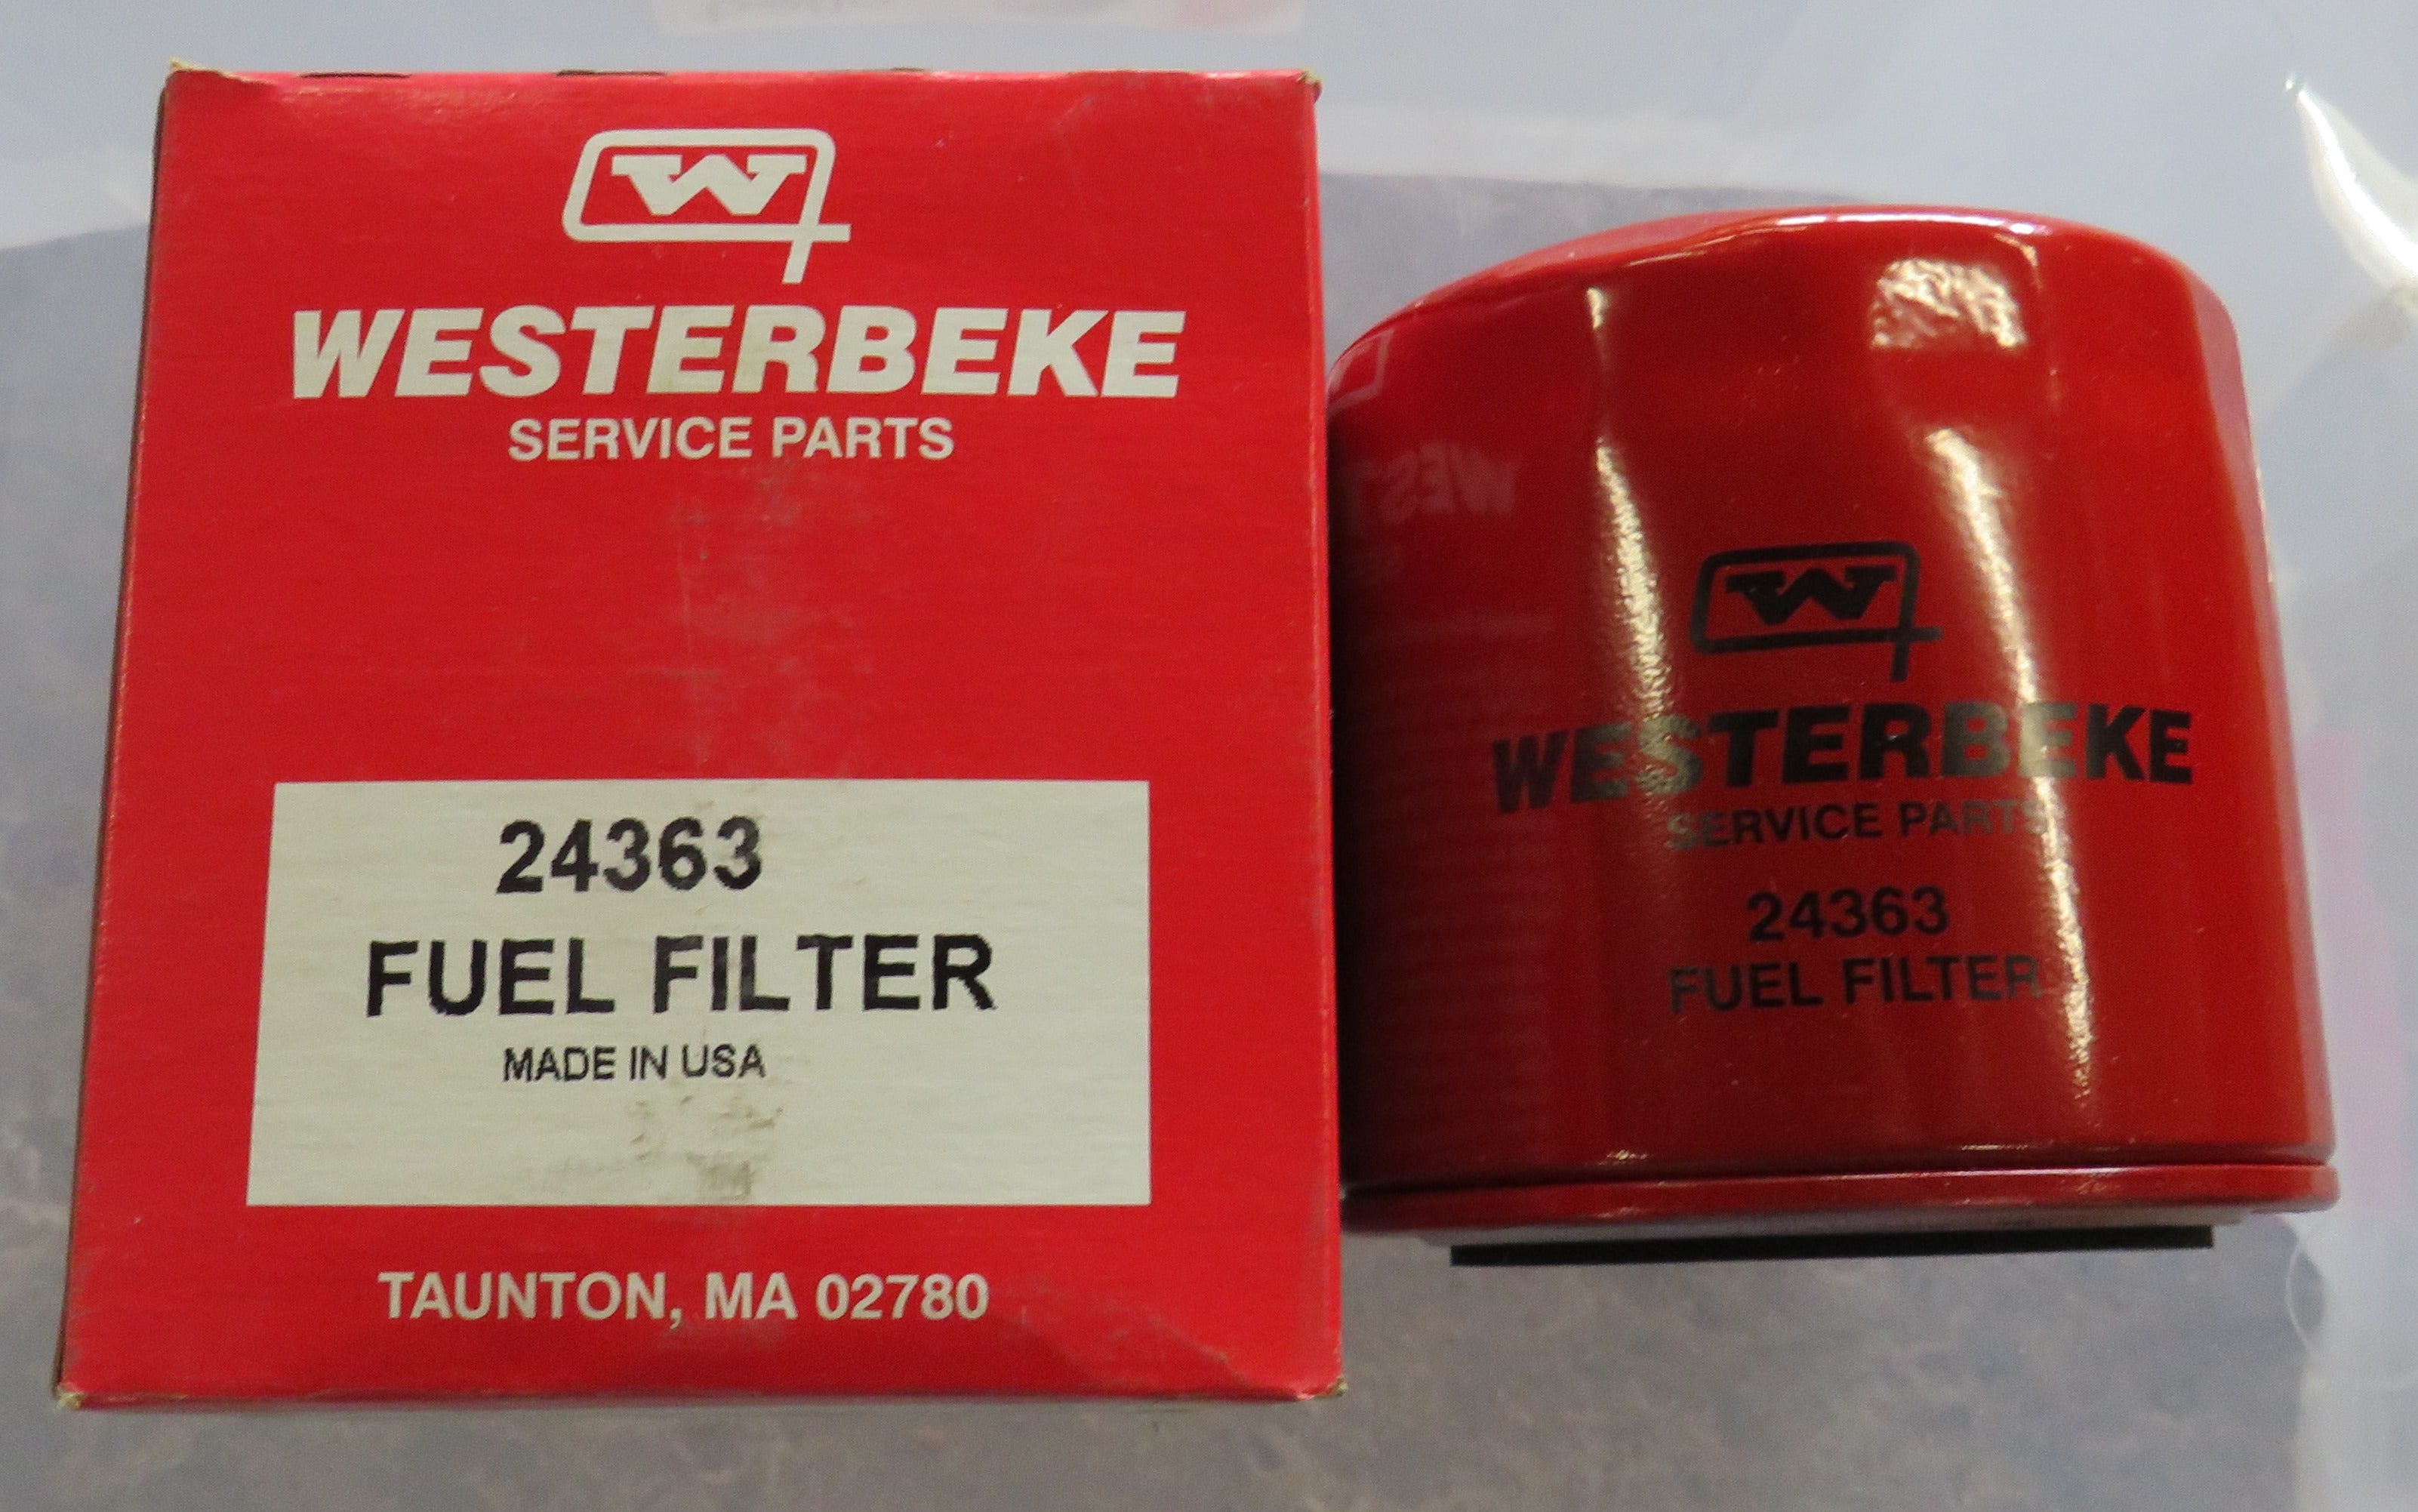 W
WESTERBEKE
SERVICE PARTS
24363
FUEL FILTER
MADE IN USA
TAUNTON, MA 02780
W
WESTERBEKE
SERVICE PARTS
24363
FUEL FILTER